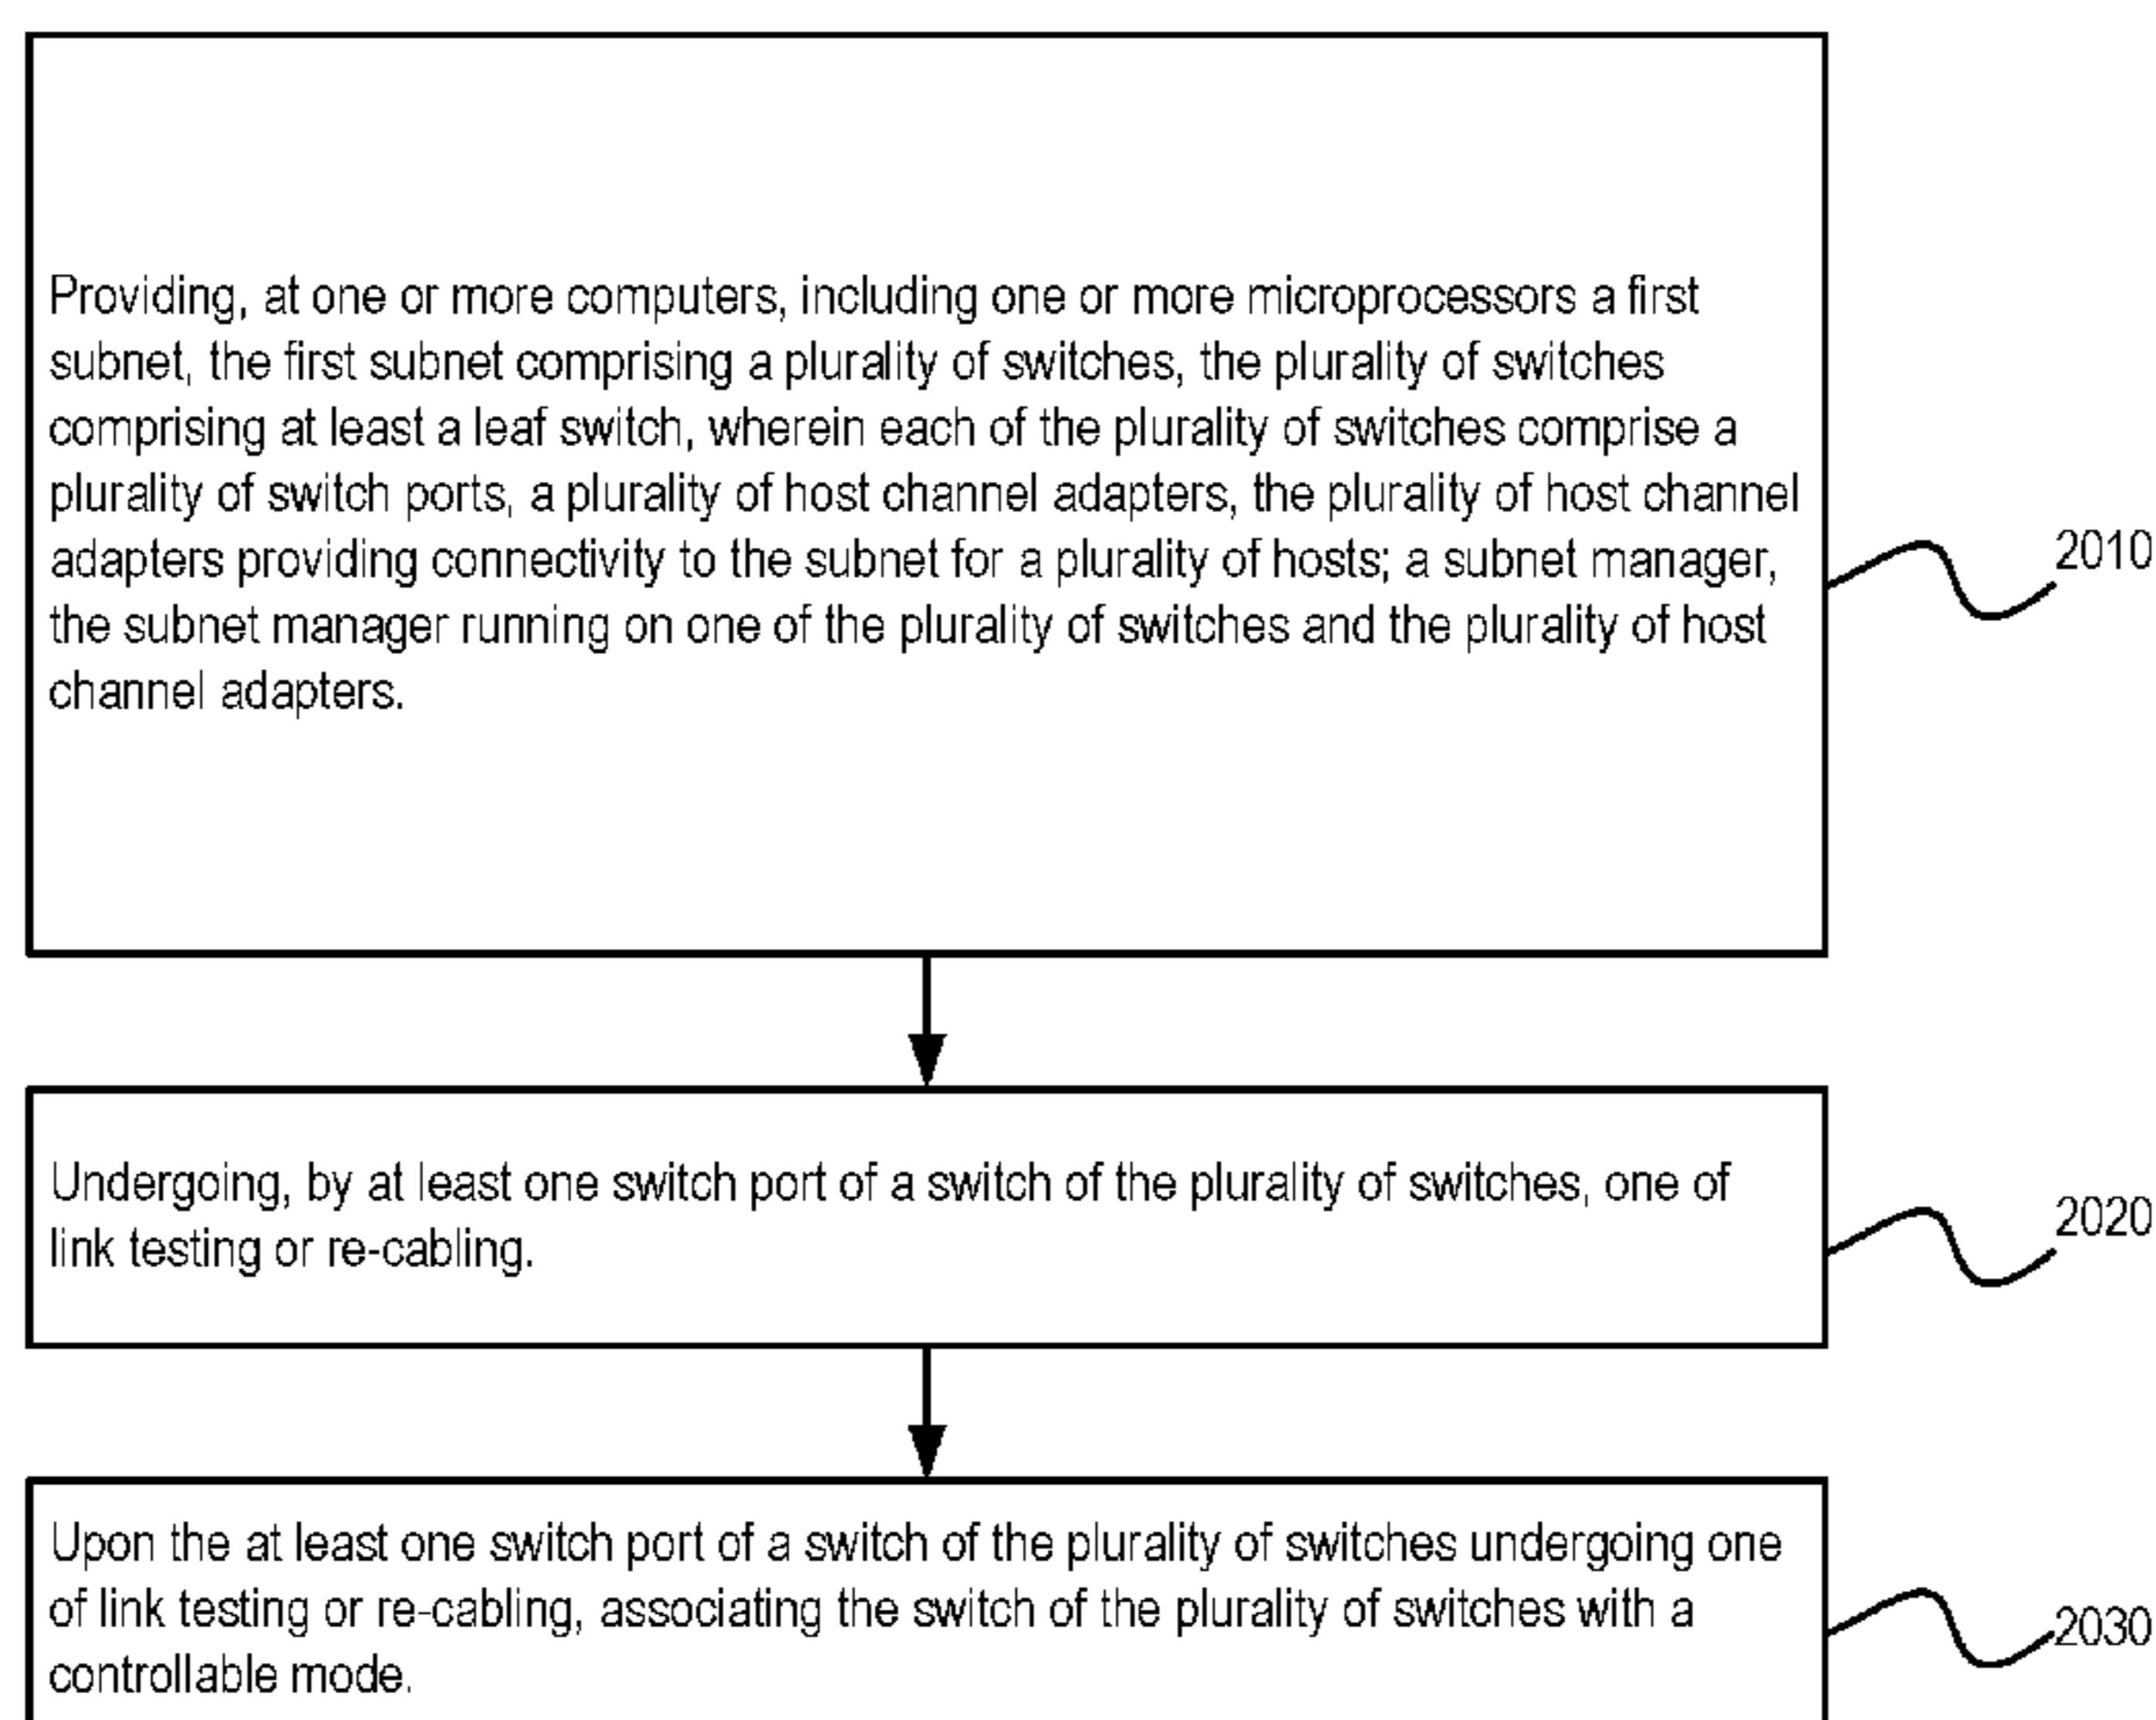 Providing, at one or more computers, including one or more microprocessors a first
subnet, the first subnet comprising a plurality of switches, the plurality of switches
comprising at least a leaf switch, wherein each of the plurality of switches comprise a
plurality of switch ports, a plurality of host channel adapters, the plurality of host channel
adapters providing connectivity to the subnet for a plurality of hosts; a subnet manager,
the subnet manager running on one of the plurality of switches and the plurality of host
channel adapters.
2010
Undergoing, by at least one switch port of a switch of the plurality of switches, one of
link testing or re-cabling.
2020
Upon the at least one switch port of a switch of the plurality of switches undergoing one
of link testing or re-cabling, associating the switch of the plurality of switches with a
controllable mode.
2030